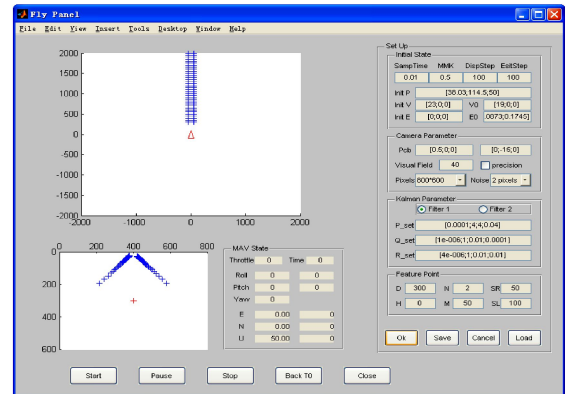 Fly Panel
File Edit View Insert Tools Desktop Window Help
2000
1500
1000
500
0
-500
-1000
-1500
-2000
-2000 -1000 0 1000 2000
0 200 400 600 800
0
200
400
600
MAV State
Throttle 0 Time 0
Roll 0 0
Pitch 0 0
Yaw 0
E 0.00 0
N 0.00 0
U 50.00 0
Set Up
Initial State
SampTime MMK DispStep EsitStep
0.01 0.5 100 100
Init P [38.03,114.5;50]
Init V [23;0;0] V0 [19;0;0]
Init E [0;0;0] E0 .0073;0.1745]
Camera Parameter
Pcb [0.5;0;0] [0;-15;0]
Visual Field 40 precision
Pixels 800*600 Noise 2 pixels
Kalman Parameter
Filter 1 Filter 2
P_set [0.0001;4;4;0.04]
Q_set [1e-006;1;0.01;0.0001]
R_set [4e-006;1;0.01;0.01]
Feature Point
D 300 N 2 SR 50
H 0 M 50 SL 100
Ok Save Cancel Load
Start Pause Stop Back T0 Close